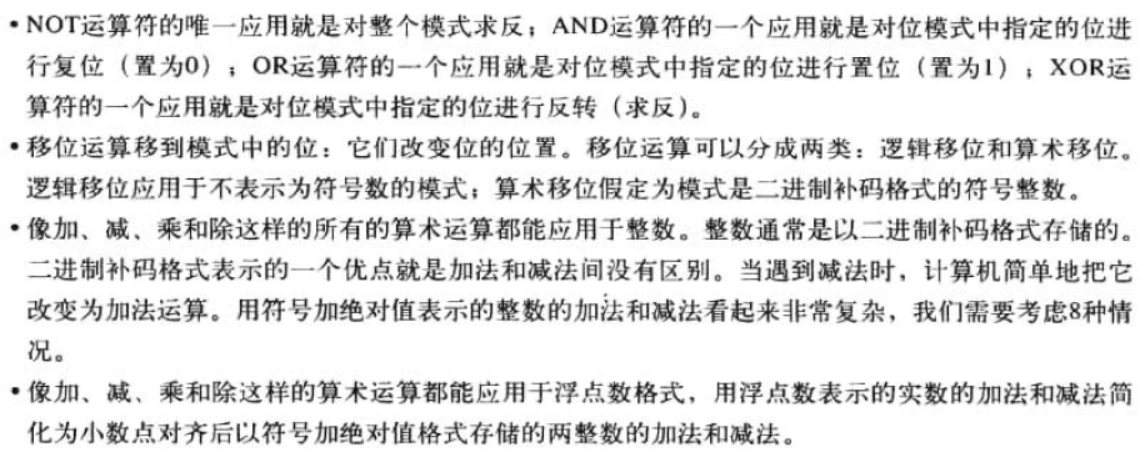 • NOT运算符的唯一应用就是对整个模式求反；AND运算符的一个应用就是对位模式中指定的位进
行复位（置为0）；OR运算符的一个应用就是对位模式中指定的位进行置位（置为1）；XOR运
算符的一个应用就是对位模式中指定的位进行反转（求反）。
• 移位运算移到模式中的位：它们改变位的位置。移位运算可以分成两类：逻辑移位和算术移位。
逻辑移位应用于不表示为符号数的模式；算术移位假定为模式是二进制补码格式的符号整数。
• 像加、减、乘和除这样的所有的算术运算都能应用于整数。整数通常是以二进制补码格式存储的。
二进制补码格式表示的一个优点就是加法和减法间没有区别。当遇到减法时，计算机简单地把它
改变为加法运算。用符号加绝对值表示的整数的加法和减法看起来非常复杂，我们需要考虑8种情
况。
• 像加、减、乘和除这样的算术运算都能应用于浮点数格式，用浮点数表示的实数的加法和减法简
化为小数点对齐后以符号加绝对值格式存储的两整数的加法和减法。